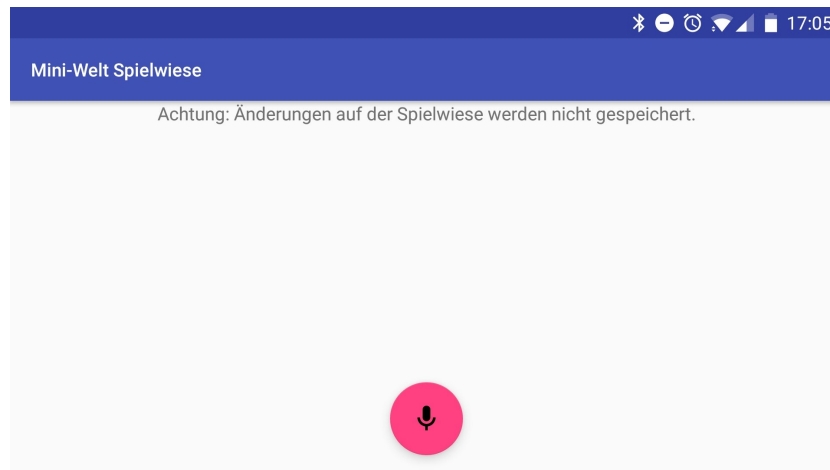 17:05
Mini-Welt Spielwiese
Achtung: Änderungen auf der Spielwiese werden nicht gespeichert.